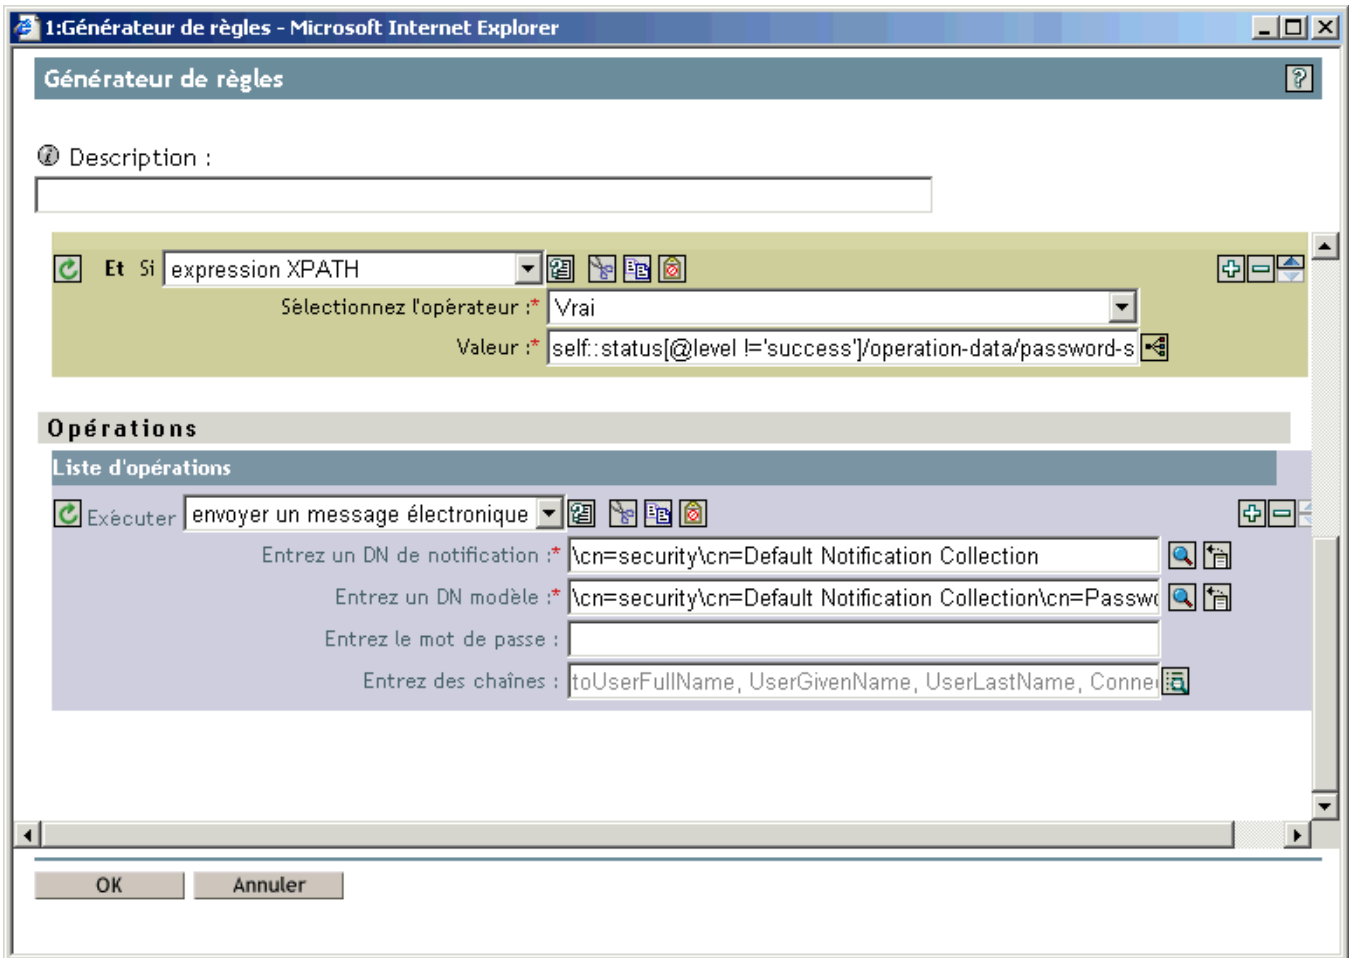 1:Générateur de règles - Microsoft Internet Explorer
Générateur de règles
Description :
Et Si expression XPATH
Sélectionnez l'opérateur :* Vrai
Valeur :* self::status[@level !='success']/operation-data/password-s
Opérations
Liste d'opérations
Exécuter envoyer un message électronique
Entrez un DN de notification :* \cn=security\cn=Default Notification Collection
Entrez un DN modèle :* \cn=security\cn=Default Notification Collection\cn=Passwo
Entrez le mot de passe :
Entrez des chaînes : toUserFullName, UserGivenName, UserLastName, Connec
OK Annuler